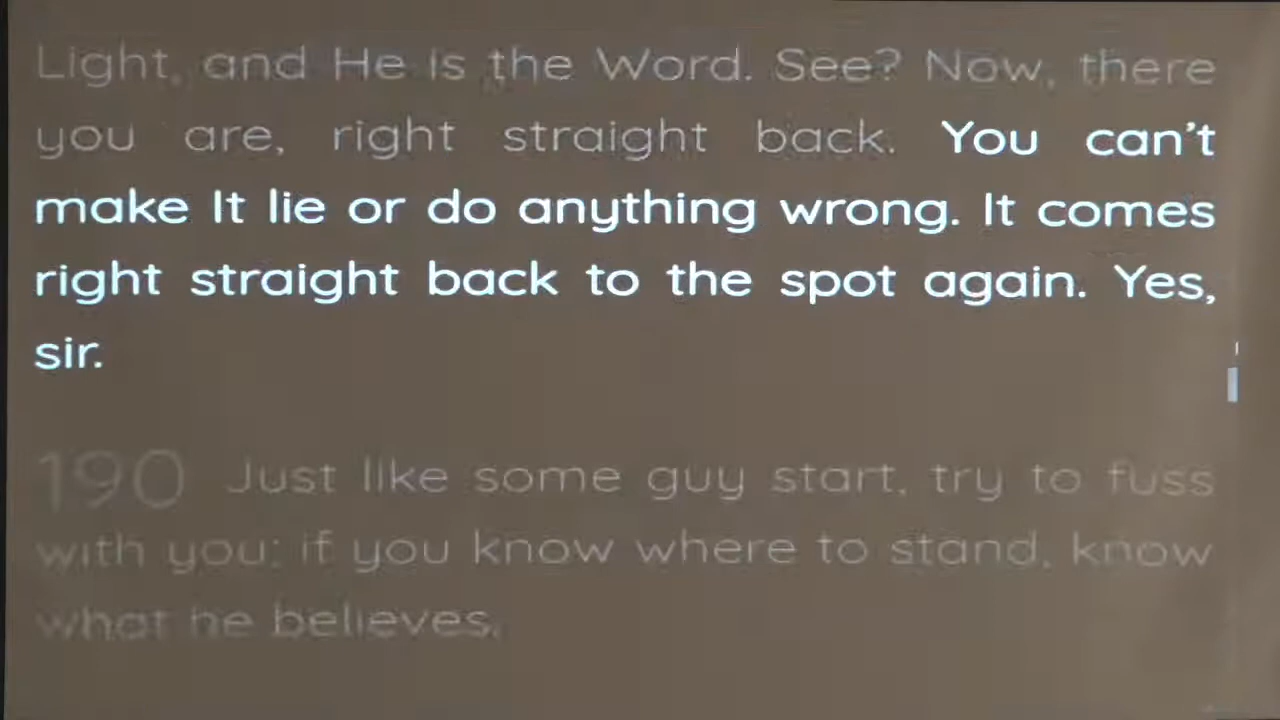 Light, and He is the Word. See? Now, there
you are, right straight back. You can't
make It lie or do anything wrong. It comes
right straight back to the spot again. Yes,
sir.
190 Just like some guy start, try to fuss
with you; if you know where to stand, know
what he believes.